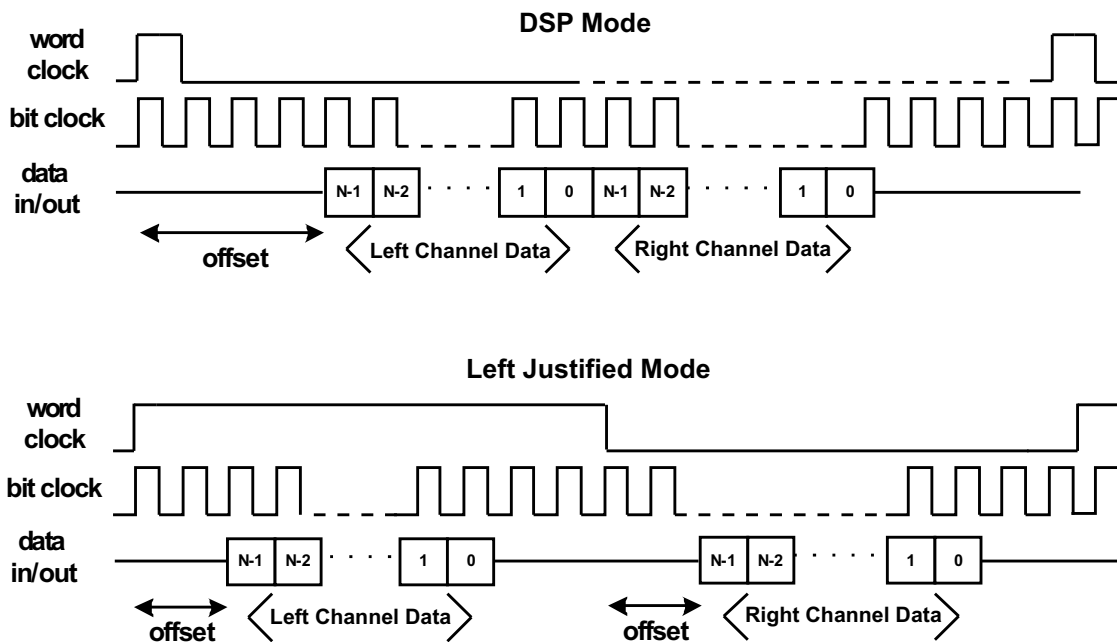 DSP Mode
word
clock
bit clock
data
in/out
N-1 N-2 1 0 N-1 N-2 1 0
offset
Left Channel Data
Right Channel Data
Left Justified Mode
word
clock
bit clock
data
in/out
N-1 N-2 1 0 N-1 N-2 1 0
offset
Left Channel Data
offset
Right Channel Data